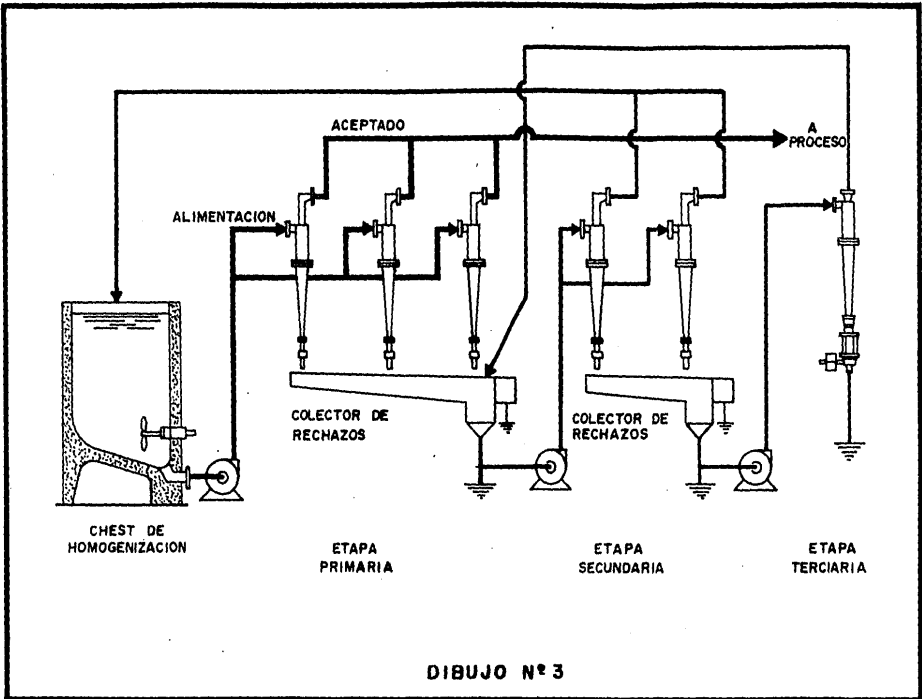 ACEPTADO
A
PROCESO
ALIMENTACION
COLECTOR DE
RECHAZOS
COLECTOR DE
RECHAZOS
CHEST DE
HOMOGENIZACION
ETAPA
PRIMARIA
ETAPA
SECUNDARIA
ETAPA
TERCIARIA
DIBUJO Nº 3